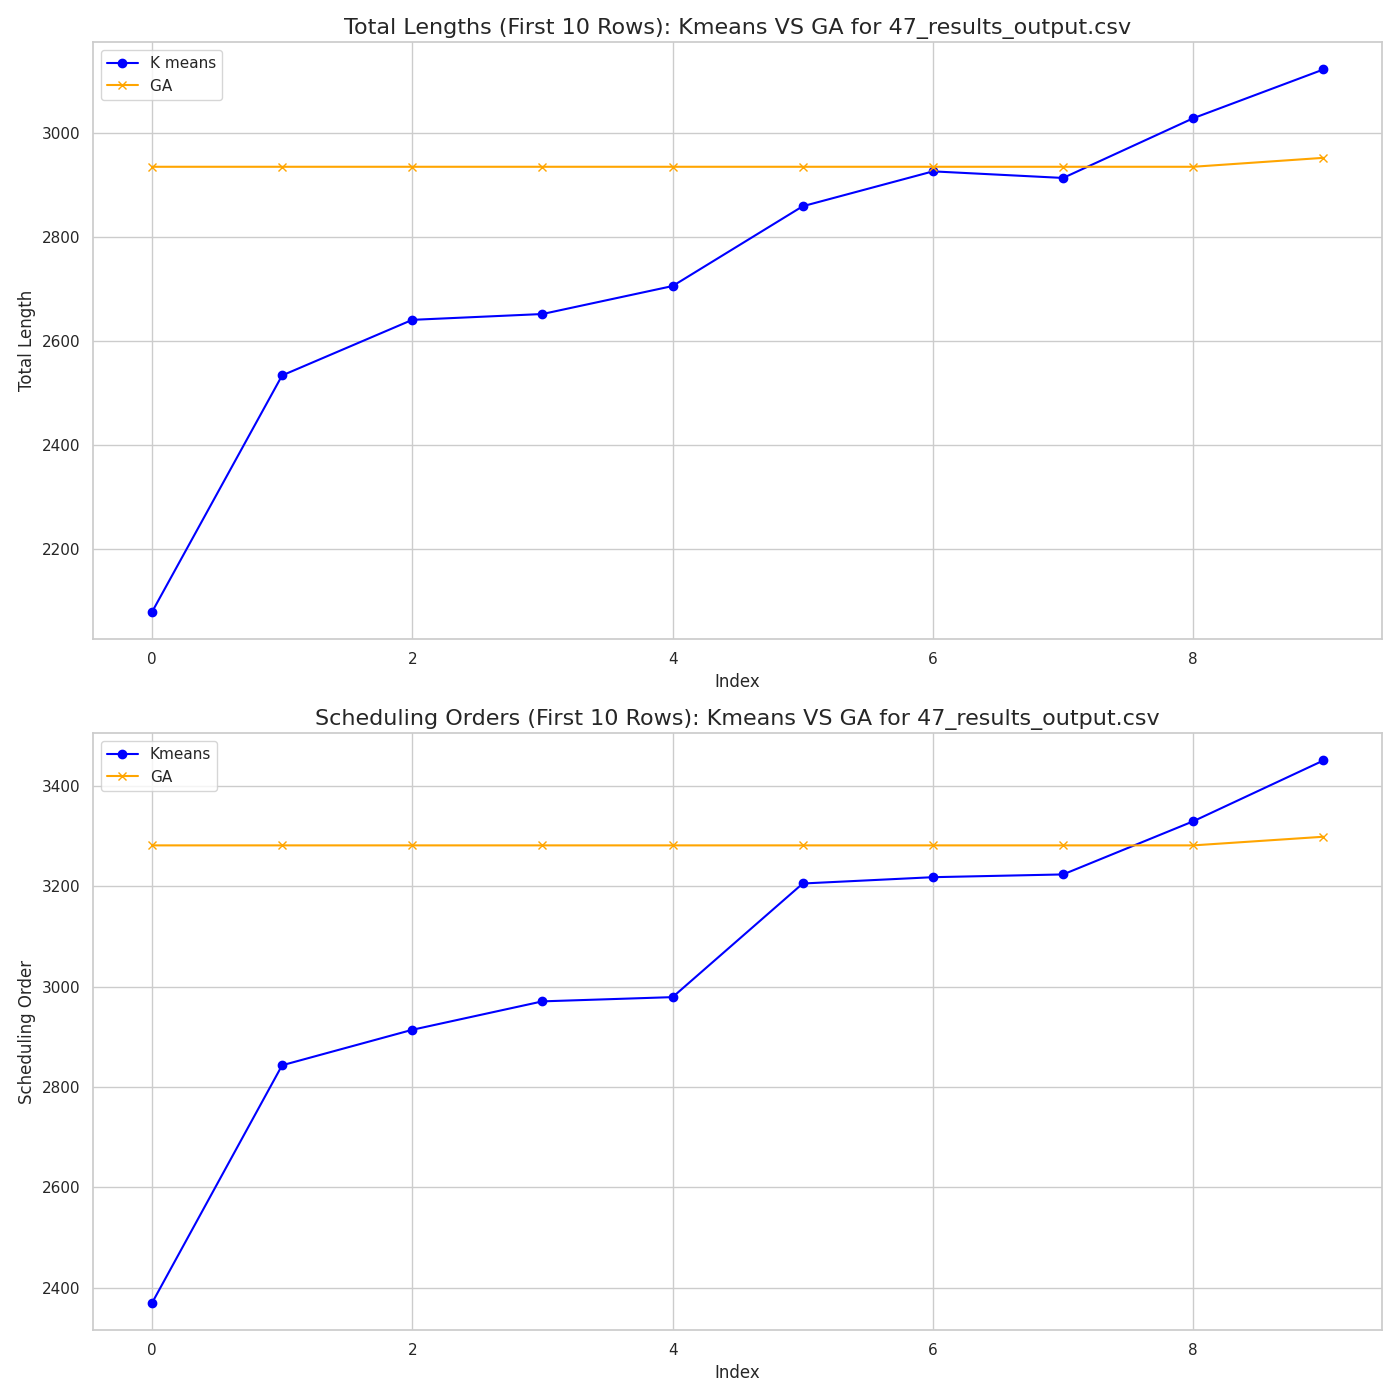 Total Lengths (First 10 Rows): Kmeans VS GA for 47_results_output.csv
K means
GA
3000
2800
2600
2400
2200
Total Length
0 2 4 6 8
Index
Scheduling Orders (First 10 Rows): Kmeans VS GA for 47_results_output.csv
Kmeans
GA
3400
3200
3000
2800
2600
2400
Scheduling Order
0 2 4 6 8
Index